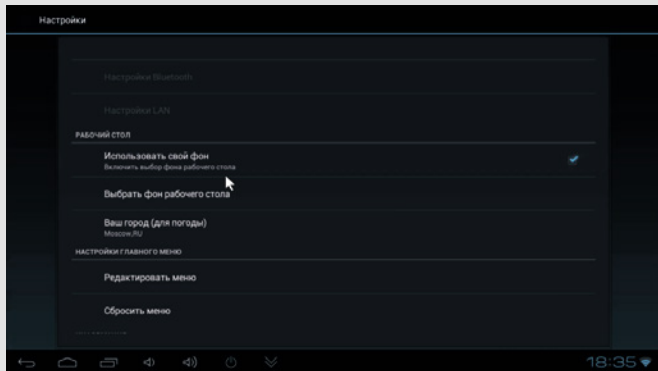 Настройки
Настройки Bluetooth
Настройки LAN
РАБОЧИЙ СТОЛ
Использовать свой фон
Включить выбор фона рабочего стола
Выбрать фон рабочего стола
Ваш город (для погоды)
Moscow,RU
НАСТРОЙКИ ГЛАВНОГО МЕНЮ
Редактировать меню
Сбросить меню
18:35